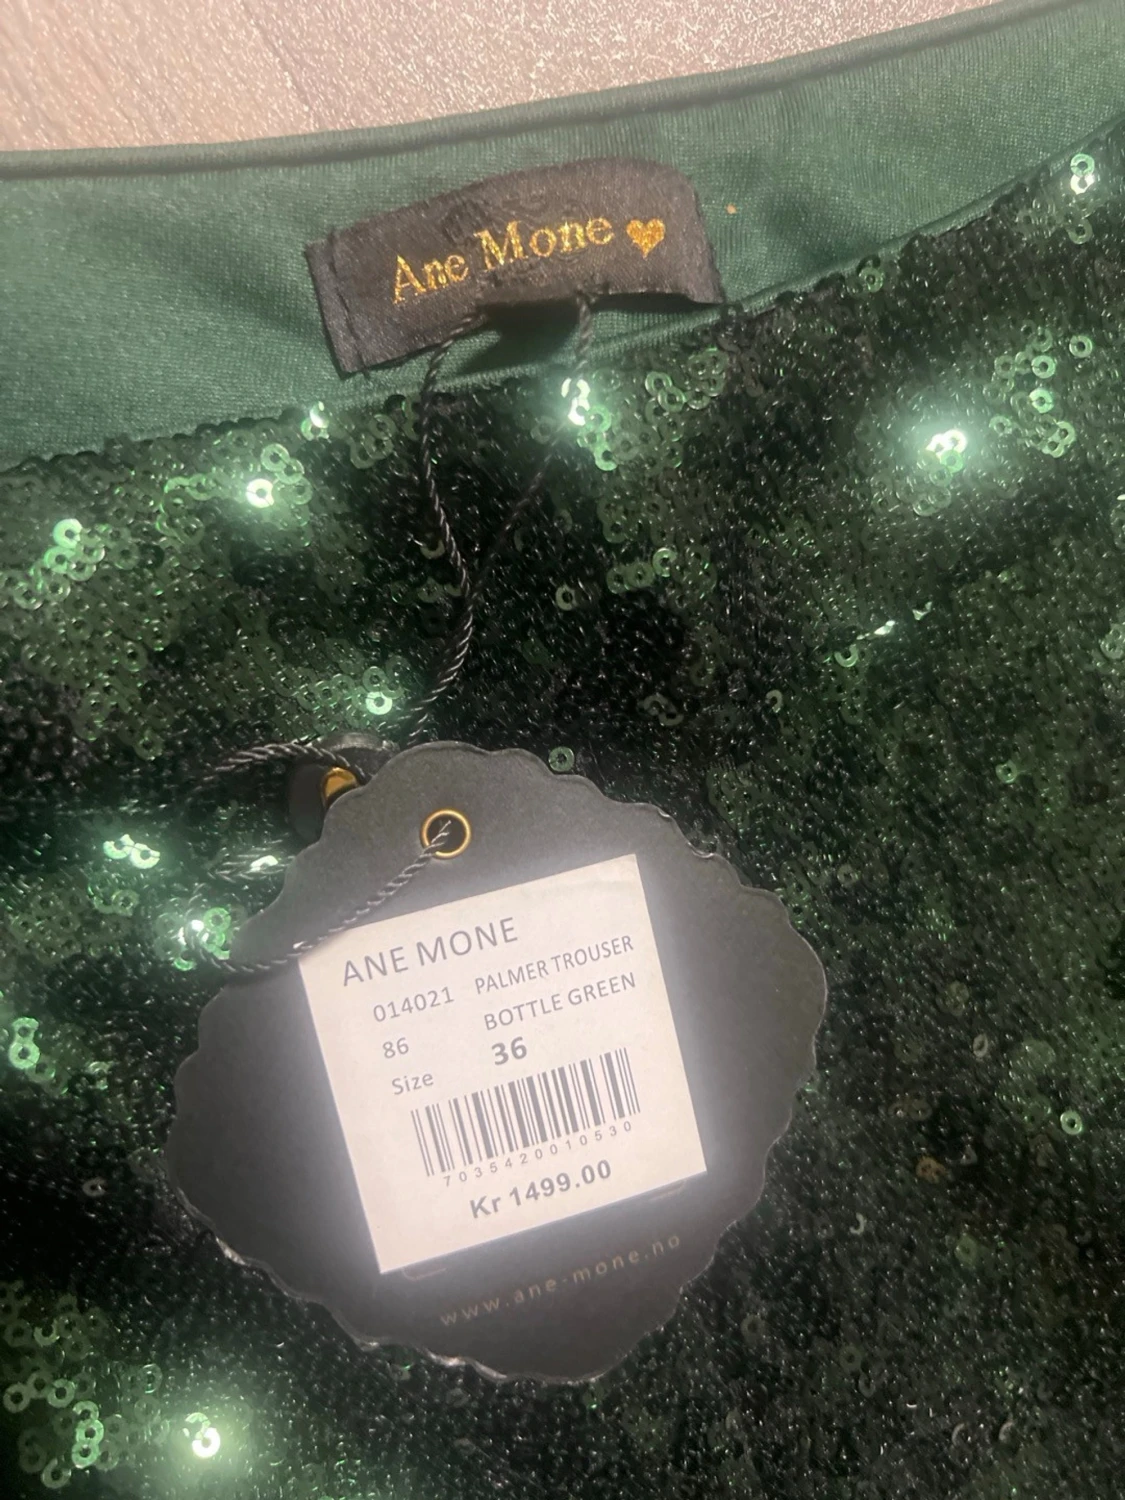 Ane Mone ♥
ANE MONE
014021 PALMER TROUSER
86 BOTTLE GREEN
Size 36
7035420010530
Kr 1499.00
www.ane-mone.no